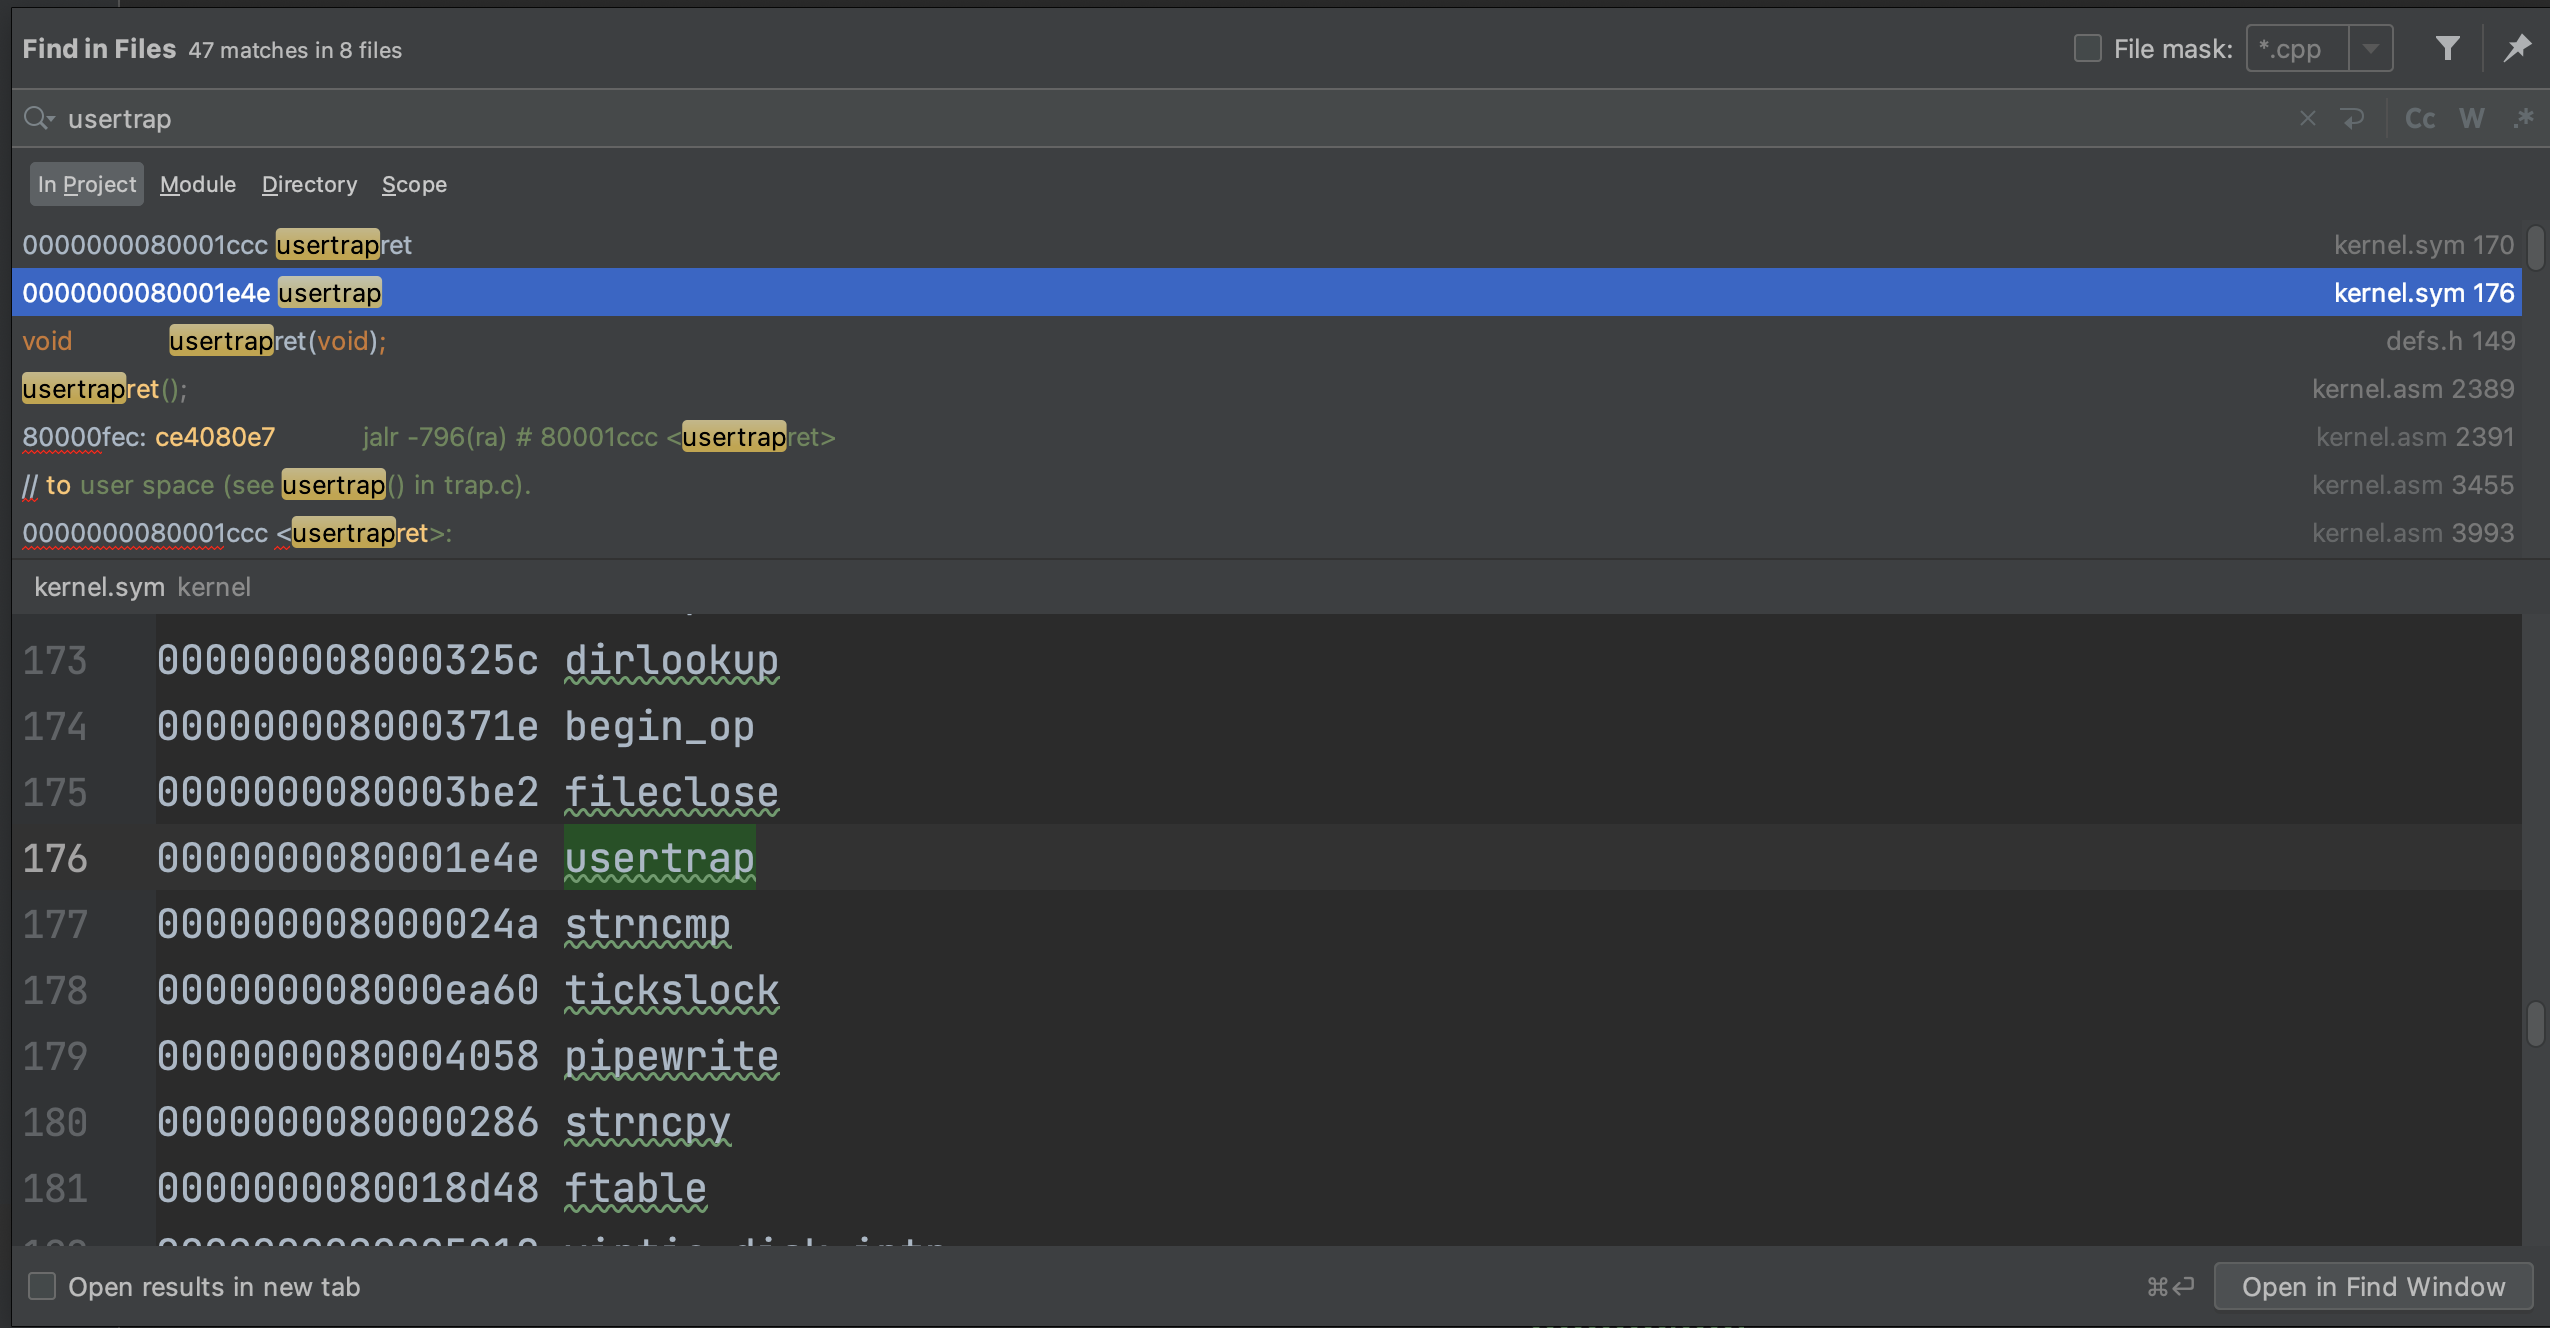 Find in Files 47 matches in 8 files File mask: *.cpp
usertrap Cc W .*
In Project Module Directory Scope
0000000080001ccc usertrapret kernel.sym 170
0000000080001e4e usertrap kernel.sym 176
void usertrapret(void); defs.h 149
usertrapret(); kernel.asm 2389
80000fec: ce4080e7 jalr -796(ra) # 80001ccc <usertrapret> kernel.asm 2391
// to user space (see usertrap() in trap.c). kernel.asm 3455
0000000080001ccc <usertrapret>: kernel.asm 3993
kernel.sym kernel
173 000000008000325c dirlookup
174 000000008000371e begin_op
175 0000000080003be2 fileclose
176 0000000080001e4e usertrap
177 000000008000024a strncmp
178 000000008000ea60 tickslock
179 0000000080004058 pipewrite
180 0000000080000286 strncpy
181 0000000080018d48 ftable
Open results in new tab ⌘↩ Open in Find Window